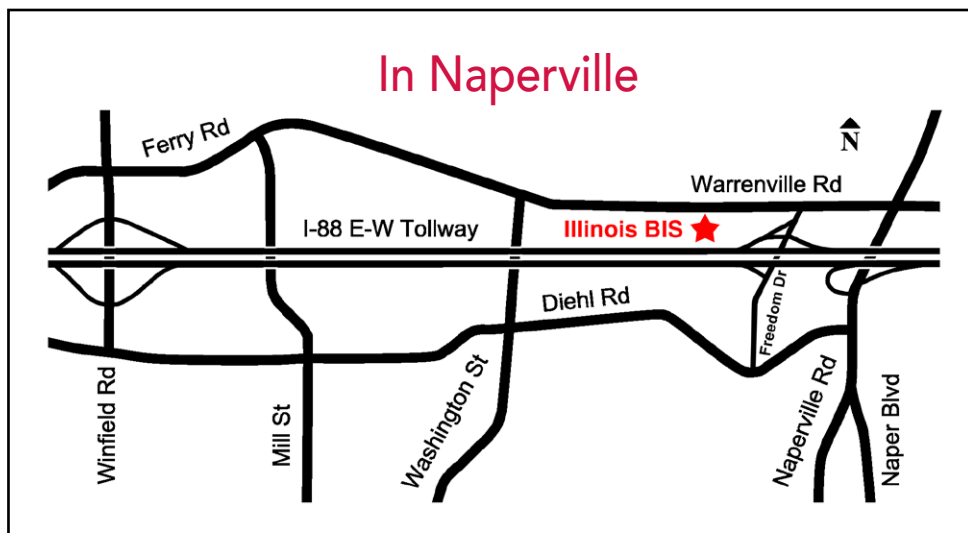 In Naperville
Ferry Rd
N
Warrenville Rd
I-88 E-W Tollway
Illinois BIS
Diehl Rd
Freedom Dr
Winfield Rd
Mill St
Washington St
Naperville Rd
Naper Blvd